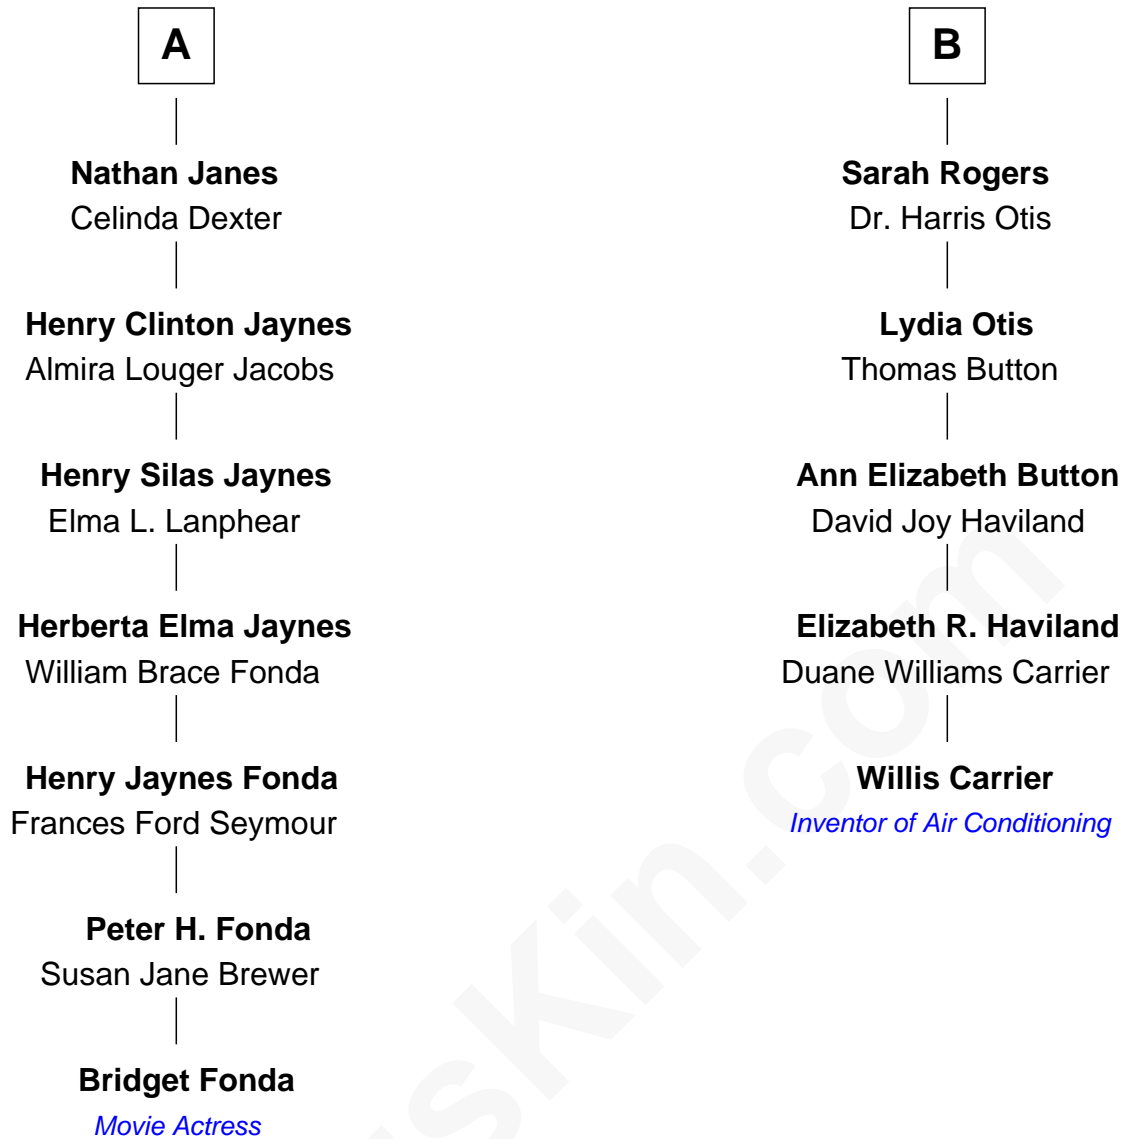 A
Nathan Janes
Celinda Dexter
Henry Clinton Jaynes
Almira Louger Jacobs
Henry Silas Jaynes
Elma L. Lanphear
Herberta Elma Jaynes
William Brace Fonda
Henry Jaynes Fonda
Frances Ford Seymour
Peter H. Fonda
Susan Jane Brewer
Bridget Fonda
Movie Actress
B
Sarah Rogers
Dr. Harris Otis
Lydia Otis
Thomas Button
Ann Elizabeth Button
David Joy Haviland
Elizabeth R. Haviland
Duane Williams Carrier
Willis Carrier
Inventor of Air Conditioning
sKin.com